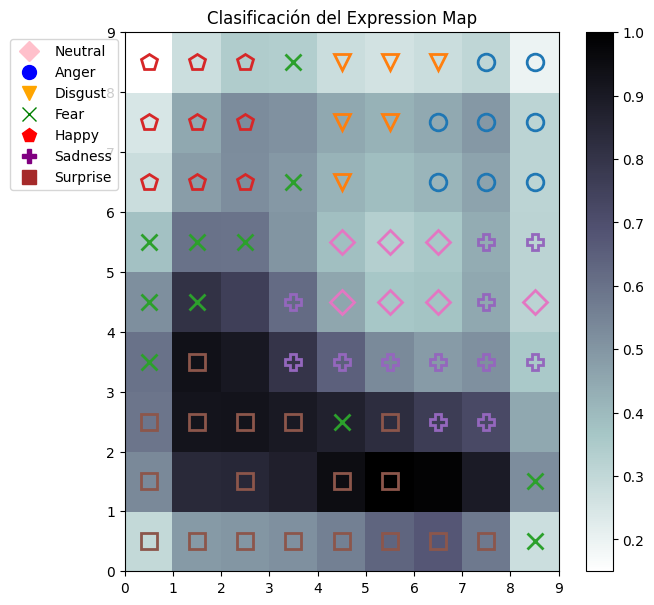 Clasificación del Expression Map
Neutral
Anger
Disgust
Fear
Happy
Sadness
Surprise
9
8
7
6
5
4
3
2
1
0
0 1 2 3 4 5 6 7 8 9
1.0
0.9
0.8
0.7
0.6
0.5
0.4
0.3
0.2